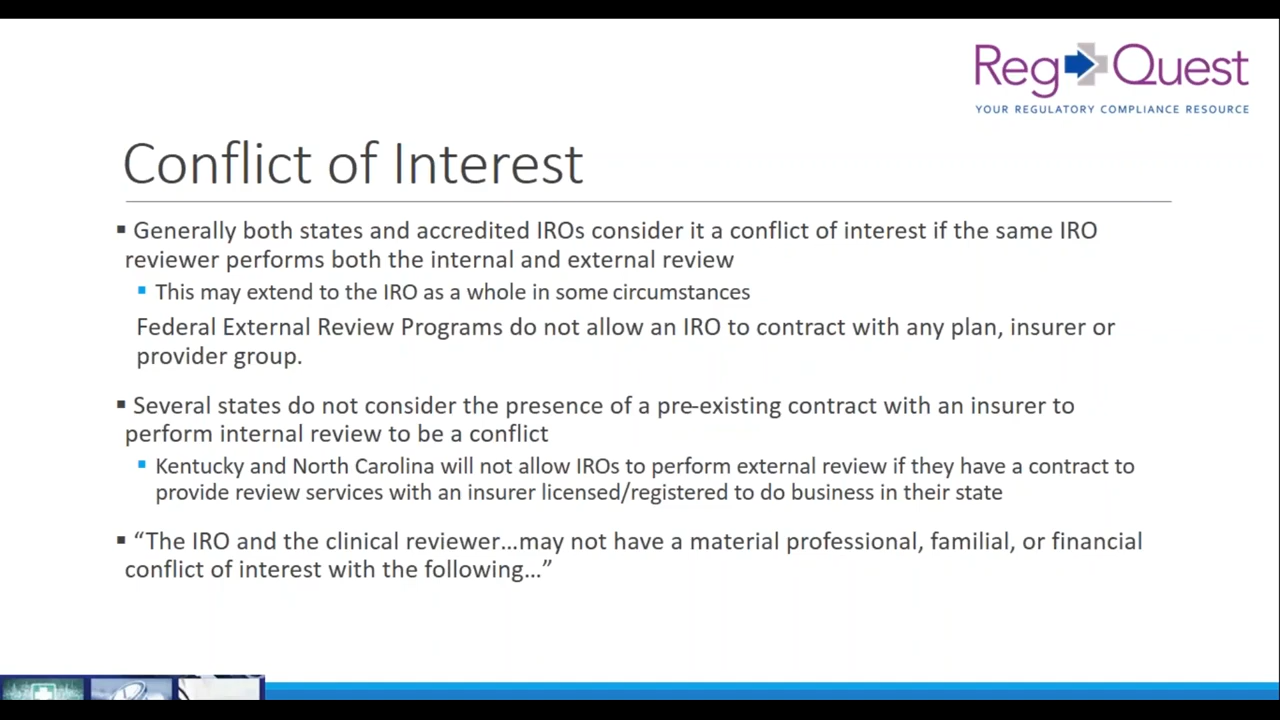 Reg Quest
YOUR REGULATORY COMPLIANCE RESOURCE
Conflict of Interest
▪ Generally both states and accredited IROs consider it a conflict of interest if the same IRO
reviewer performs both the internal and external review
▪ This may extend to the IRO as a whole in some circumstances
Federal External Review Programs do not allow an IRO to contract with any plan, insurer or
provider group.
▪ Several states do not consider the presence of a pre-existing contract with an insurer to
perform internal review to be a conflict
▪ Kentucky and North Carolina will not allow IROs to perform external review if they have a contract to
provide review services with an insurer licensed/registered to do business in their state
▪ “The IRO and the clinical reviewer…may not have a material professional, familial, or financial
conflict of interest with the following…”